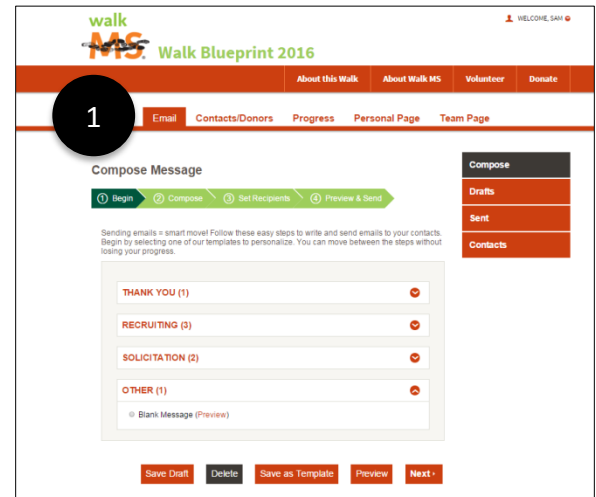 walk
WELCOME, SAM
MS. Walk Blueprint 2016
About this Walk About Walk MS Volunteer Donate
1 Email Contacts/Donors Progress Personal Page Team Page
Compose Message
1 Begin 2 Compose 3 Set Recipients 4 Preview & Send
Sending emails = smart move! Follow these easy steps to write and send emails to your contacts.
Begin by selecting one of our templates to personalize. You can move between the steps without
losing your progress.
THANK YOU (1)
RECRUITING (3)
SOLICITATION (2)
OTHER (1)
Blank Message (Preview)
Save Draft Delete Save as Template Preview Next ›
Compose
Drafts
Sent
Contacts